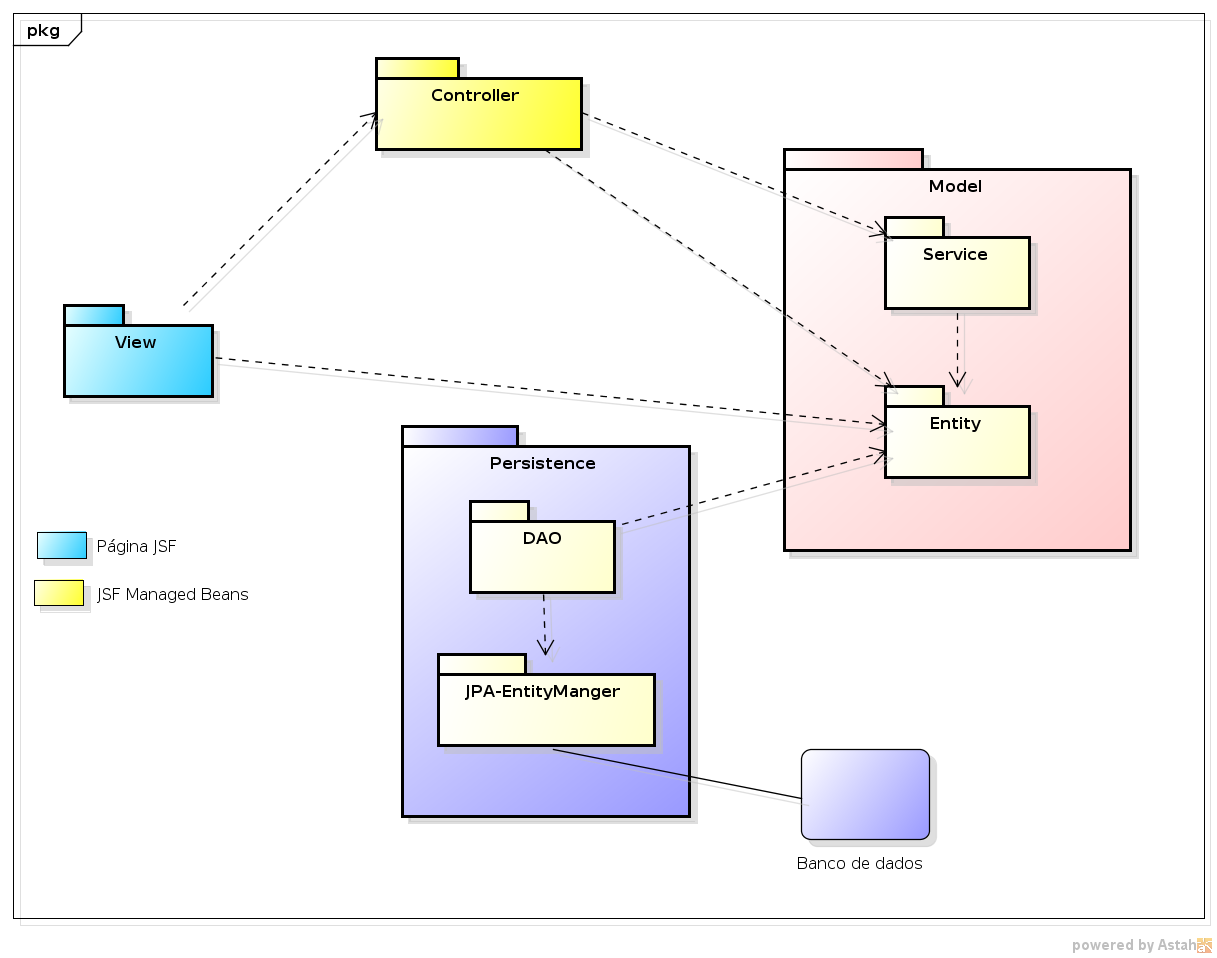 pkg
Controller
Model
Service
View
Entity
Persistence
DAO
Página JSF
JSF Managed Beans
JPA-EntityManger
Banco de dados
powered by Astah